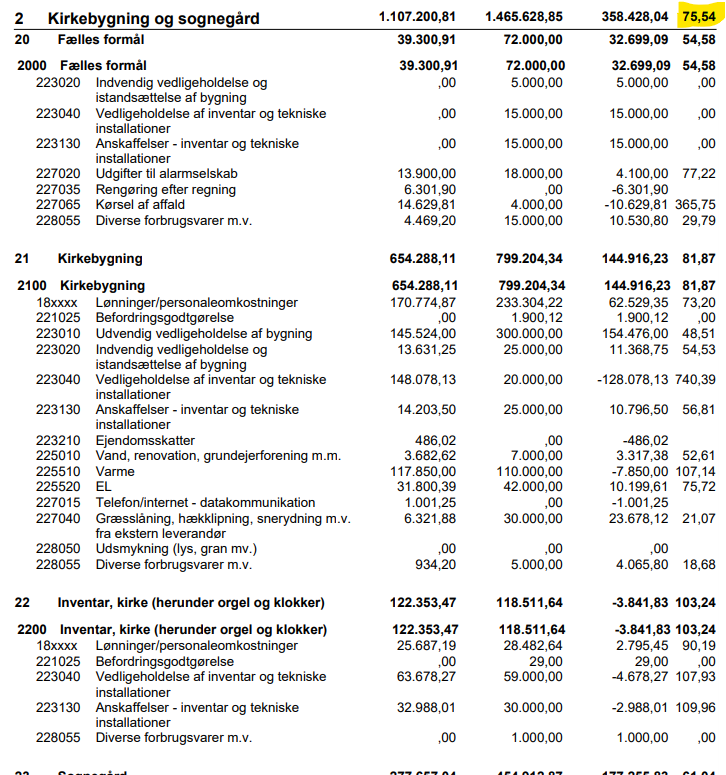 2 Kirkebygning og sognegård 1.107.200,81 1.465.628,85 358.428,04 75,54
20 Fælles formål 39.300,91 72.000,00 32.699,09 54,58
2000 Fælles formål 39.300,91 72.000,00 32.699,09 54,58
223020 Indvendig vedligeholdelse og ,00 5.000,00 5.000,00 ,00
istandsættelse af bygning
223040 Vedligeholdelse af inventar og tekniske ,00 15.000,00 15.000,00 ,00
installationer
223130 Anskaffelser - inventar og tekniske ,00 15.000,00 15.000,00 ,00
installationer
227020 Udgifter til alarmselskab 13.900,00 18.000,00 4.100,00 77,22
227035 Rengøring efter regning 6.301,90 ,00 -6.301,90
227065 Kørsel af affald 14.629,81 4.000,00 -10.629,81 365,75
228055 Diverse forbrugsvarer m.v. 4.469,20 15.000,00 10.530,80 29,79
21 Kirkebygning 654.288,11 799.204,34 144.916,23 81,87
2100 Kirkebygning 654.288,11 799.204,34 144.916,23 81,87
18xxxx Lønninger/personaleomkostninger 170.774,87 233.304,22 62.529,35 73,20
221025 Befordringsgodtgørelse ,00 1.900,12 1.900,12 ,00
223010 Udvendig vedligeholdelse af bygning 145.524,00 300.000,00 154.476,00 48,51
223020 Indvendig vedligeholdelse og 13.631,25 25.000,00 11.368,75 54,53
istandsættelse af bygning
223040 Vedligeholdelse af inventar og tekniske 148.078,13 20.000,00 -128.078,13 740,39
installationer
223130 Anskaffelser - inventar og tekniske 14.203,50 25.000,00 10.796,50 56,81
installationer
223210 Ejendomsskatter 486,02 ,00 -486,02
225010 Vand, renovation, grundejerforening m.m. 3.682,62 7.000,00 3.317,38 52,61
225510 Varme 117.850,00 110.000,00 -7.850,00 107,14
225520 EL 31.800,39 42.000,00 10.199,61 75,72
227015 Telefon/internet - datakommunikation 1.001,25 ,00 -1.001,25
227040 Græsslåning, hækklipning, snerydning m.v. 6.321,88 30.000,00 23.678,12 21,07
fra ekstern leverandør
228050 Udsmykning (lys, gran mv.) ,00 ,00 ,00
228055 Diverse forbrugsvarer m.v. 934,20 5.000,00 4.065,80 18,68
22 Inventar, kirke (herunder orgel og klokker) 122.353,47 118.511,64 -3.841,83 103,24
2200 Inventar, kirke (herunder orgel og klokker) 122.353,47 118.511,64 -3.841,83 103,24
18xxxx Lønninger/personaleomkostninger 25.687,19 28.482,64 2.795,45 90,19
221025 Befordringsgodtgørelse ,00 29,00 29,00 ,00
223040 Vedligeholdelse af inventar og tekniske 63.678,27 59.000,00 -4.678,27 107,93
installationer
223130 Anskaffelser - inventar og tekniske 32.988,01 30.000,00 -2.988,01 109,96
installationer
228055 Diverse forbrugsvarer m.v. ,00 1.000,00 1.000,00 ,00